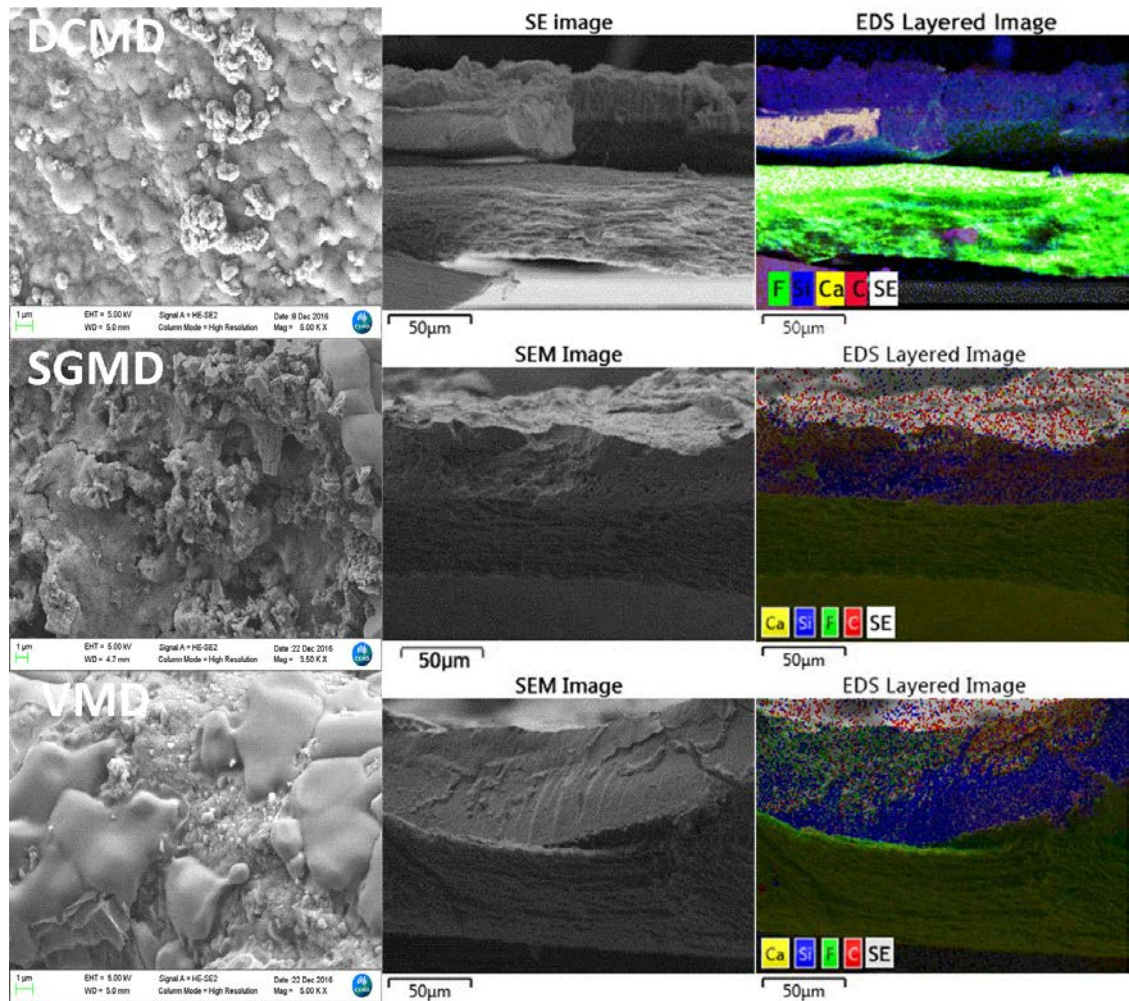 DCMD
SE image
EDS Layered Image
F Si Ca C SE
1 µm
EHT = 5.00 kV
WD = 5.0 mm
Signal A = HE-SE2
Column Mode = High Resolution
Date :8 Dec 2016
Mag = 5.00 K X
50µm
50µm
SGMD
SEM Image
EDS Layered Image
Ca Si F C SE
1 µm
EHT = 5.00 kV
WD = 4.7 mm
Signal A = HE-SE2
Column Mode = High Resolution
Date :22 Dec 2016
Mag = 3.50 K X
50µm
50µm
VMD
SEM Image
EDS Layered Image
Ca Si F C SE
1 µm
EHT = 5.00 kV
WD = 5.0 mm
Signal A = HE-SE2
Column Mode = High Resolution
Date :22 Dec 2016
Mag = 5.00 K X
50µm
50µm